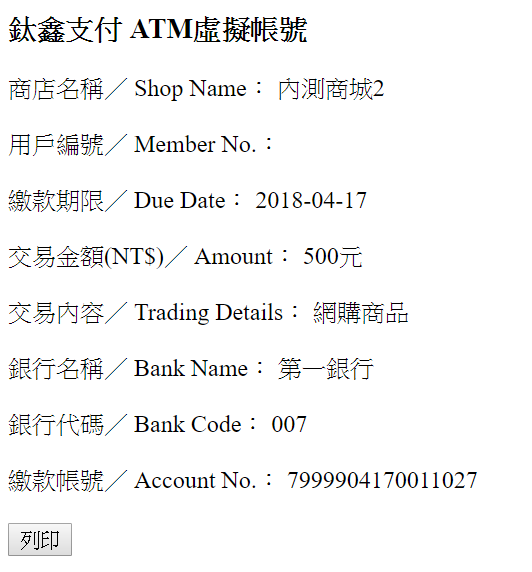 鈦鑫支付 ATM虛擬帳號
商店名稱／ Shop Name： 內測商城2
用戶編號／ Member No.：
繳款期限／ Due Date： 2018-04-17
交易金額(NT$)／ Amount： 500元
交易內容／ Trading Details： 網購商品
銀行名稱／ Bank Name： 第一銀行
銀行代碼／ Bank Code： 007
繳款帳號／ Account No.： 7999904170011027
列印